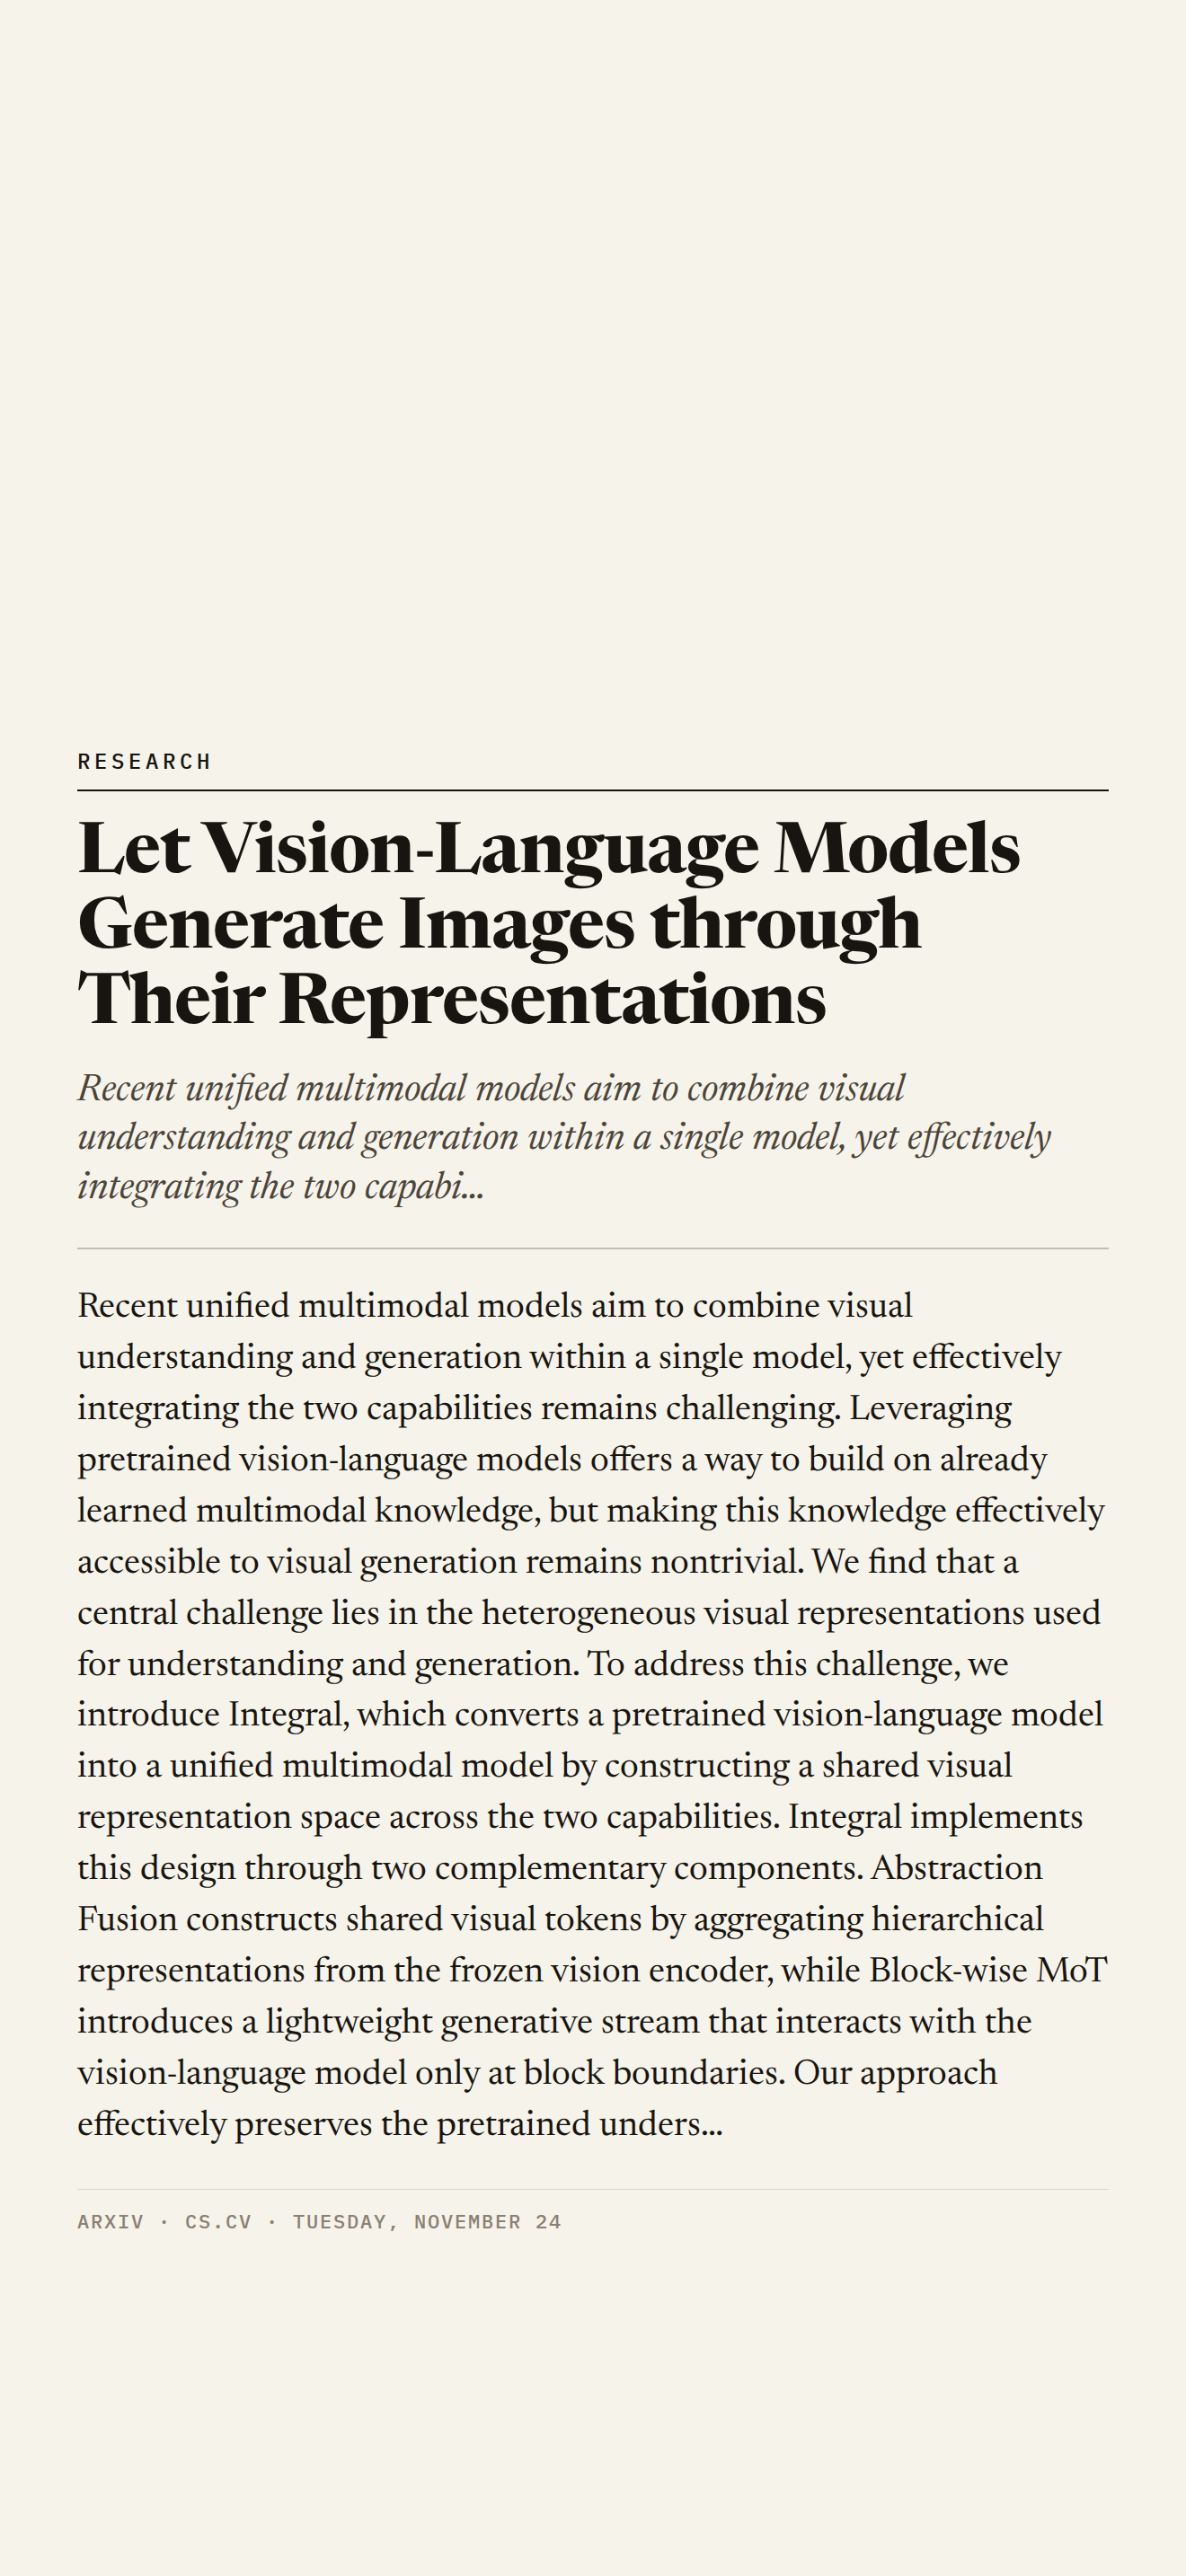 RESEARCH
Let Vision-Language Models
Generate Images through
Their Representations
Recent unified multimodal models aim to combine visual
understanding and generation within a single model, yet effectively
integrating the two capabi...
Recent unified multimodal models aim to combine visual
understanding and generation within a single model, yet effectively
integrating the two capabilities remains challenging. Leveraging
pretrained vision-language models offers a way to build on already
learned multimodal knowledge, but making this knowledge effectively
accessible to visual generation remains nontrivial. We find that a
central challenge lies in the heterogeneous visual representations used
for understanding and generation. To address this challenge, we
introduce Integral, which converts a pretrained vision-language model
into a unified multimodal model by constructing a shared visual
representation space across the two capabilities. Integral implements
this design through two complementary components. Abstraction
Fusion constructs shared visual tokens by aggregating hierarchical
representations from the frozen vision encoder, while Block-wise MoT
introduces a lightweight generative stream that interacts with the
vision-language model only at block boundaries. Our approach
effectively preserves the pretrained unders...
ARXIV · CS.CV · TUESDAY, NOVEMBER 24